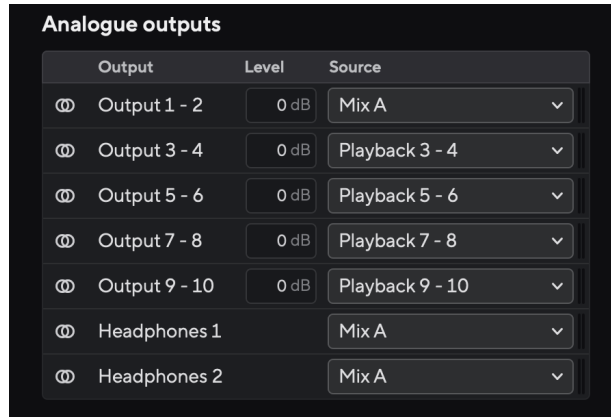 Analogue outputs
Output Level Source
Output 1 - 2 0 dB Mix A
Output 3 - 4 0 dB Playback 3 - 4
Output 5 - 6 0 dB Playback 5 - 6
Output 7 - 8 0 dB Playback 7 - 8
Output 9 - 10 0 dB Playback 9 - 10
Headphones 1 Mix A
Headphones 2 Mix A